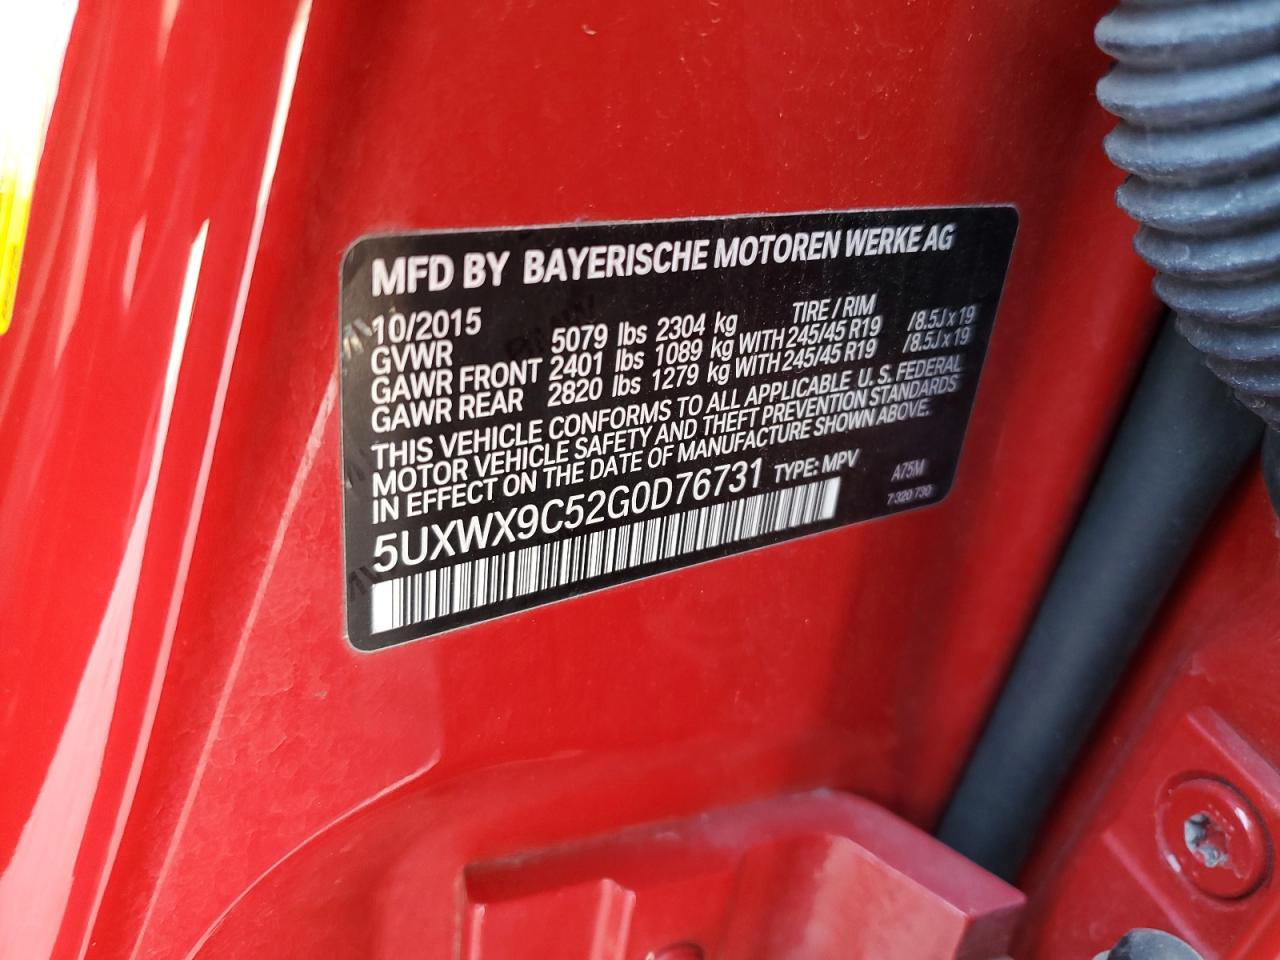 MFD BY BAYERISCHE MOTOREN WERKE AG
10/2015 TIRE / RIM
GVWR 5079 lbs 2304 kg
GAWR FRONT 2401 lbs 1089 kg WITH 245/45 R19 /8.5J x 19
GAWR REAR 2820 lbs 1279 kg WITH 245/45 R19 /8.5J x 19
THIS VEHICLE CONFORMS TO ALL APPLICABLE U.S. FEDERAL
MOTOR VEHICLE SAFETY AND THEFT PREVENTION STANDARDS
IN EFFECT ON THE DATE OF MANUFACTURE SHOWN ABOVE.
5UXWX9C52G0D76731 TYPE: MPV A75M
7 320 730